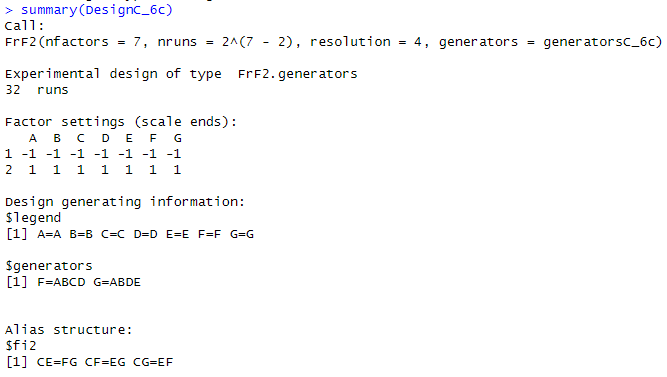 > summary(DesignC_6c)
Call:
FrF2(nfactors = 7, nruns = 2^(7 - 2), resolution = 4, generators = generatorsC_6c)
Experimental design of type  FrF2.generators
32  runs
Factor settings (scale ends):
   A  B  C  D  E  F  G
1 -1 -1 -1 -1 -1 -1 -1
2  1  1  1  1  1  1  1
Design generating information:
$legend
[1] A=A B=B C=C D=D E=E F=F G=G
$generators
[1] F=ABCD G=ABDE
Alias structure:
$fi2
[1] CE=FG CF=EG CG=EF